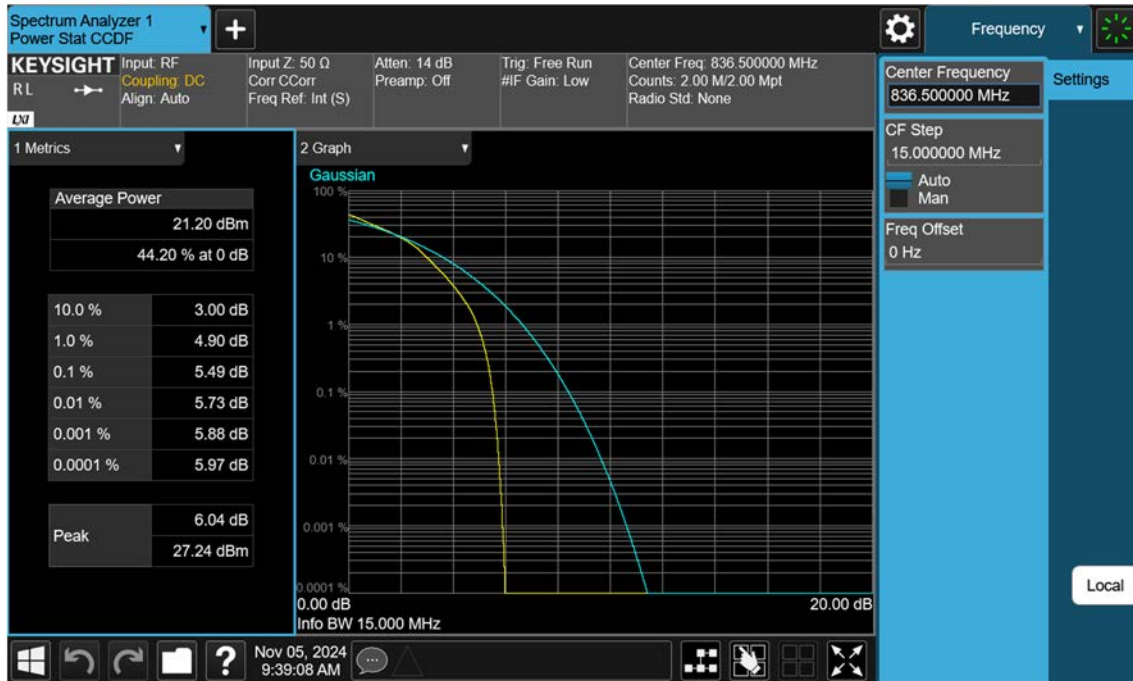 Spectrum Analyzer 1
Power Stat CCDF
+
Frequency
KEYSIGHT
R L
LXI
Input: RF
Coupling: DC
Align: Auto
Input Z: 50 Ω
Corr CCorr
Freq Ref: Int (S)
Atten: 14 dB
Preamp: Off
Trig: Free Run
#IF Gain: Low
Center Freq: 836.500000 MHz
Counts: 2.00 M/2.00 Mpt
Radio Std: None
Center Frequency
836.500000 MHz
Settings
CF Step
15.000000 MHz
Auto
Man
Freq Offset
0 Hz
Local
1 Metrics
Average Power
21.20 dBm
44.20 % at 0 dB
10.0 % 3.00 dB
1.0 % 4.90 dB
0.1 % 5.49 dB
0.01 % 5.73 dB
0.001 % 5.88 dB
0.0001 % 5.97 dB
Peak
6.04 dB
27.24 dBm
2 Graph
Gaussian
100 %
10 %
1 %
0.1 %
0.01 %
0.001 %
0.0001 %
0.00 dB 20.00 dB
Info BW 15.000 MHz
?
Nov 05, 2024
9:39:08 AM